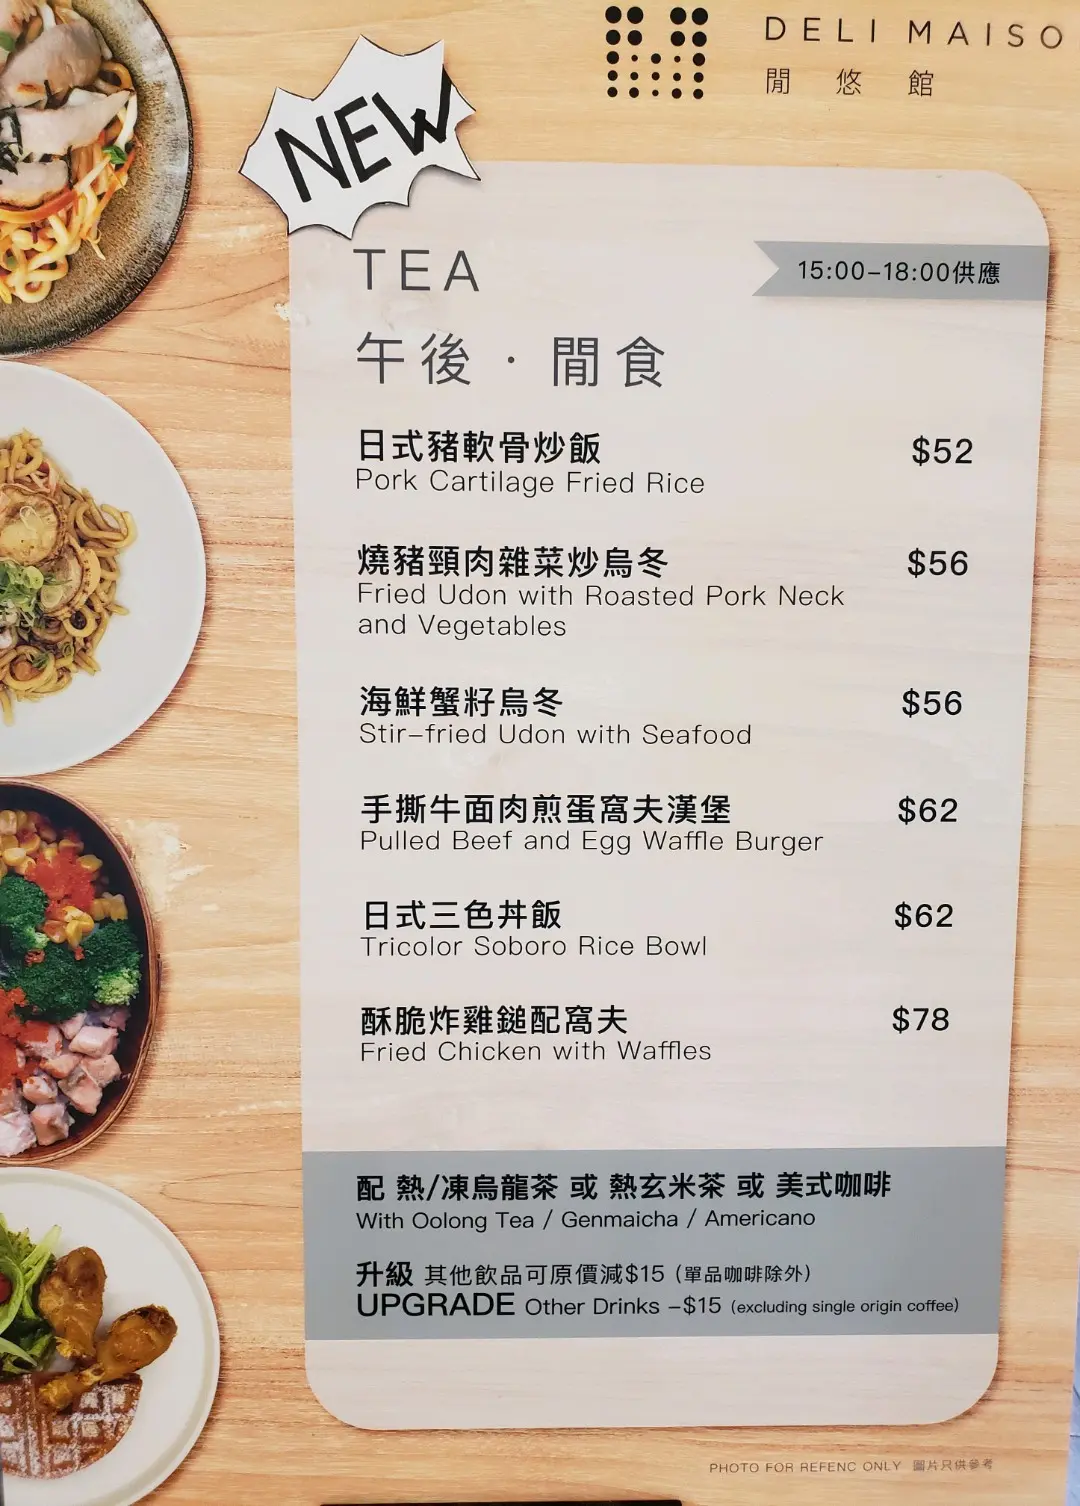 DELI MAISO
閒悠館
NEW
TEA
15:00-18:00供應
午後·閒食
日式豬軟骨炒飯 $52
Pork Cartilage Fried Rice
燒豬頸肉雜菜炒烏冬 $56
Fried Udon with Roasted Pork Neck
and Vegetables
海鮮蟹籽烏冬 $56
Stir-fried Udon with Seafood
手撕牛面肉煎蛋窩夫漢堡 $62
Pulled Beef and Egg Waffle Burger
日式三色丼飯 $62
Tricolor Soboro Rice Bowl
酥脆炸雞鎚配窩夫 $78
Fried Chicken with Waffles
配 熱/凍烏龍茶 或 熱玄米茶 或 美式咖啡
With Oolong Tea / Genmaicha / Americano
升級 其他飲品可原價減$15 (單品咖啡除外)
UPGRADE Other Drinks -$15 (excluding single origin coffee)
PHOTO FOR REFENC ONLY 圖片只供參考